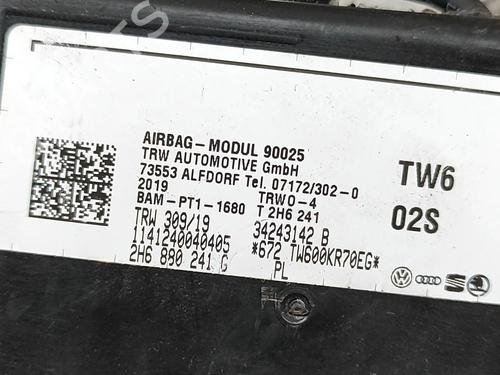 AIRBAG-MODUL 90025
TRW AUTOMOTIVE GmbH
73553 ALFDORF Tel. 07172/302-0
2019 TRWO-4
BAM-PT1-1680 T 2H6 241
TRW 309/19 34243142 B
1141240040405 *672 TW600KR70EG*
2H6 880 241 G PL
TW6
02S